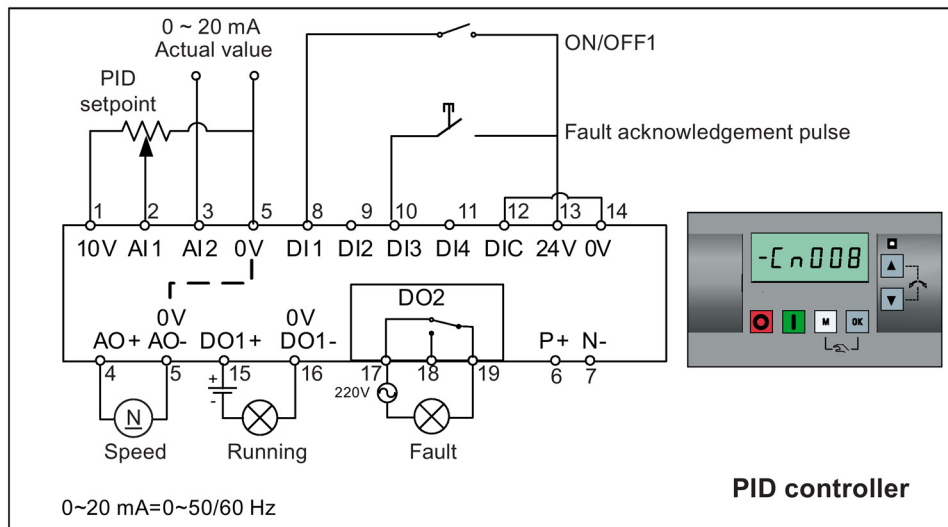 0 ~ 20 mA
Actual value
PID
setpoint
ON/OFF1
Fault acknowledgement pulse
1 2 3 5 8 9 10 11 12 13 14
10V AI1 AI2 0V DI1 DI2 DI3 DI4 DIC 24V 0V
-Cn008
M OK
DO2
0V 0V
AO+ AO- DO1+ DO1- P+ N-
4 5 15 16 17 18 19 6 7
+
-
220V
N
Speed Running Fault
0~20 mA=0~50/60 Hz
PID controller